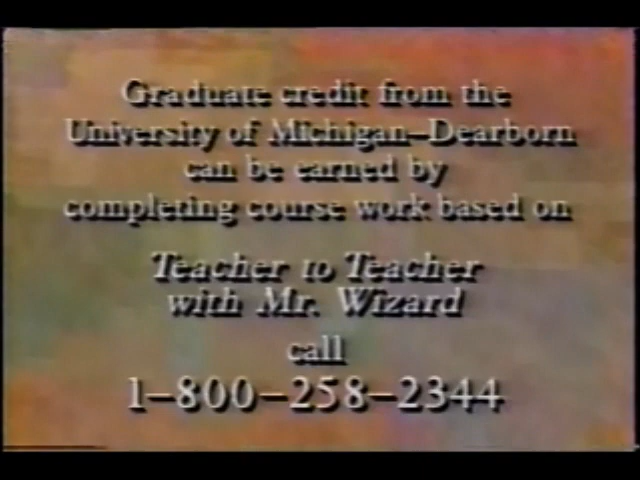 Graduate credit from the
University of Michigan–Dearborn
can be earned by
completing course work based on
Teacher to Teacher
with Mr. Wizard
call
1–800–258–2344